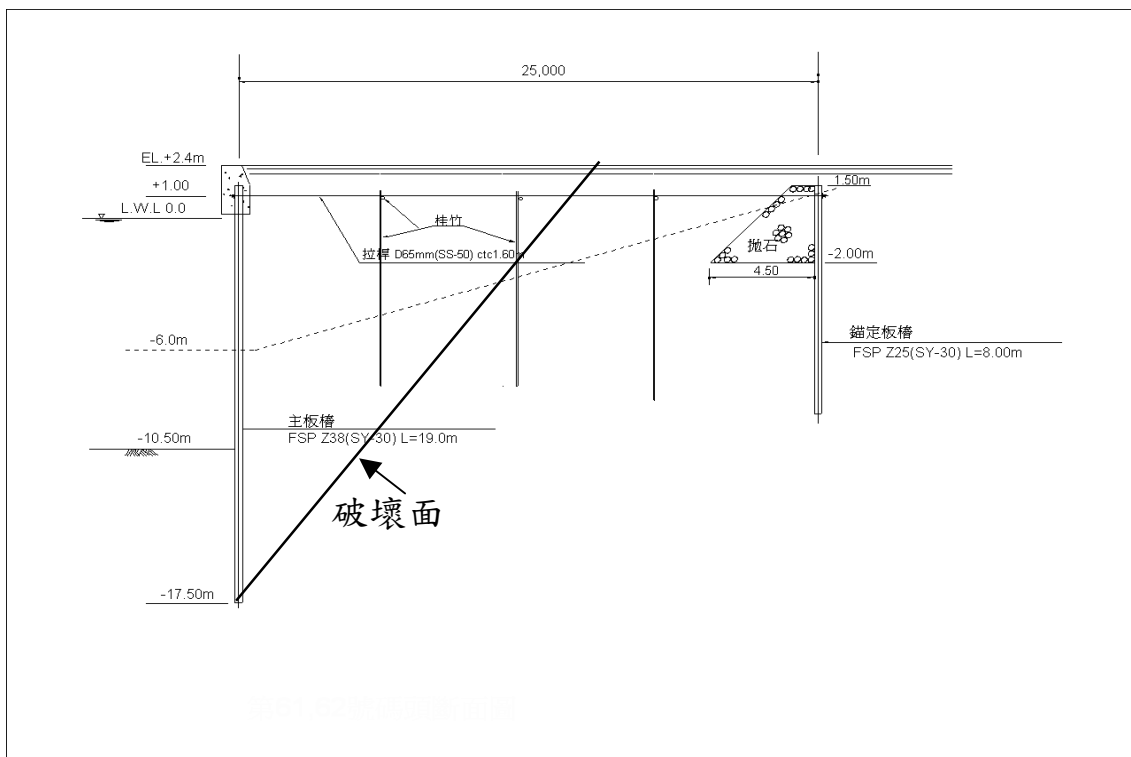 25,000
EL.+2.4m
+1.00
L.W.L 0.0
1.50m
桂竹
拉桿 D65mm(SS-50) ctc1.60m
拋石
-2.00m
4.50
-6.0m
錨定板樁
FSP Z25(SY-30) L=8.00m
主板樁
FSP Z38(SY-30) L=19.0m
-10.50m
破壞面
-17.50m